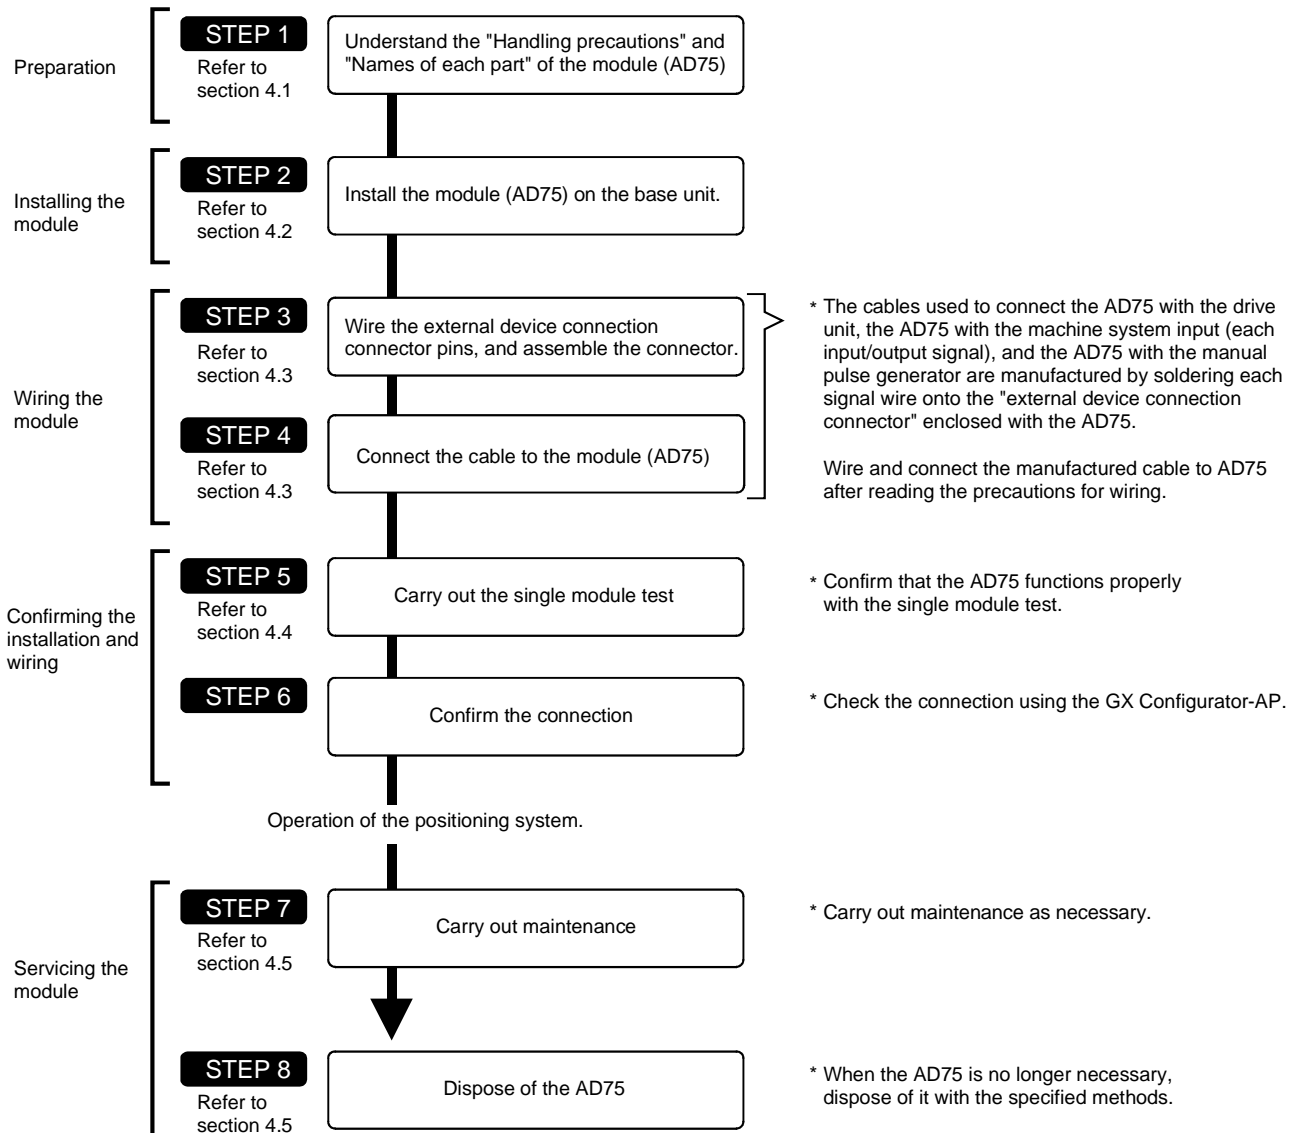 Preparation
STEP 1
Refer to
section 4.1
Understand the "Handling precautions" and
"Names of each part" of the module (AD75)
Installing the
module
STEP 2
Refer to
section 4.2
Install the module (AD75) on the base unit.
Wiring the
module
STEP 3
Refer to
section 4.3
Wire the external device connection
connector pins, and assemble the connector.
* The cables used to connect the AD75 with the drive
unit, the AD75 with the machine system input (each
input/output signal), and the AD75 with the manual
pulse generator are manufactured by soldering each
signal wire onto the "external device connection
connector" enclosed with the AD75.
Wire and connect the manufactured cable to AD75
after reading the precautions for wiring.
STEP 4
Refer to
section 4.3
Connect the cable to the module (AD75)
Confirming the
installation and
wiring
STEP 5
Refer to
section 4.4
Carry out the single module test
* Confirm that the AD75 functions properly
with the single module test.
STEP 6
Confirm the connection
* Check the connection using the GX Configurator-AP.
Operation of the positioning system.
Servicing the
module
STEP 7
Refer to
section 4.5
Carry out maintenance
* Carry out maintenance as necessary.
STEP 8
Refer to
section 4.5
Dispose of the AD75
* When the AD75 is no longer necessary,
dispose of it with the specified methods.